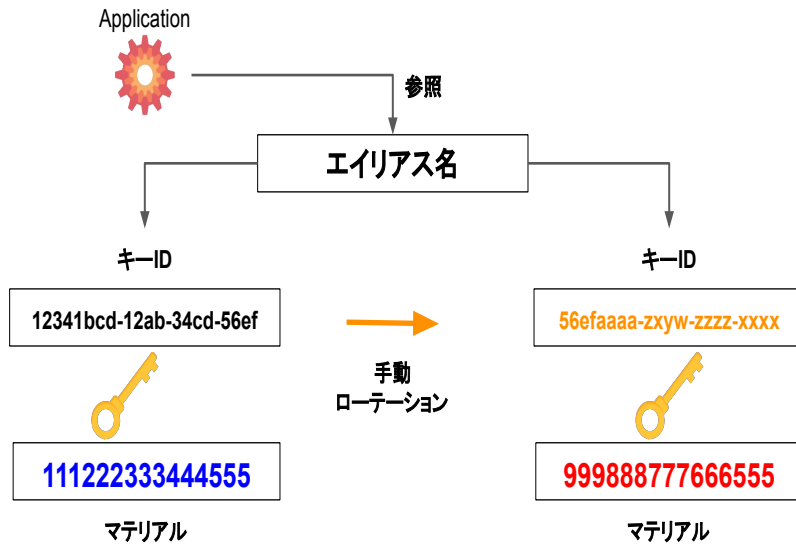 Application
参照
エイリアス名
キーID
キーID
12341bcd-12ab-34cd-56ef
56efaaaa-zxyw-zzzz-xxxx
手動
ローテーション
111222333444555
999888777666555
マテリアル
マテリアル